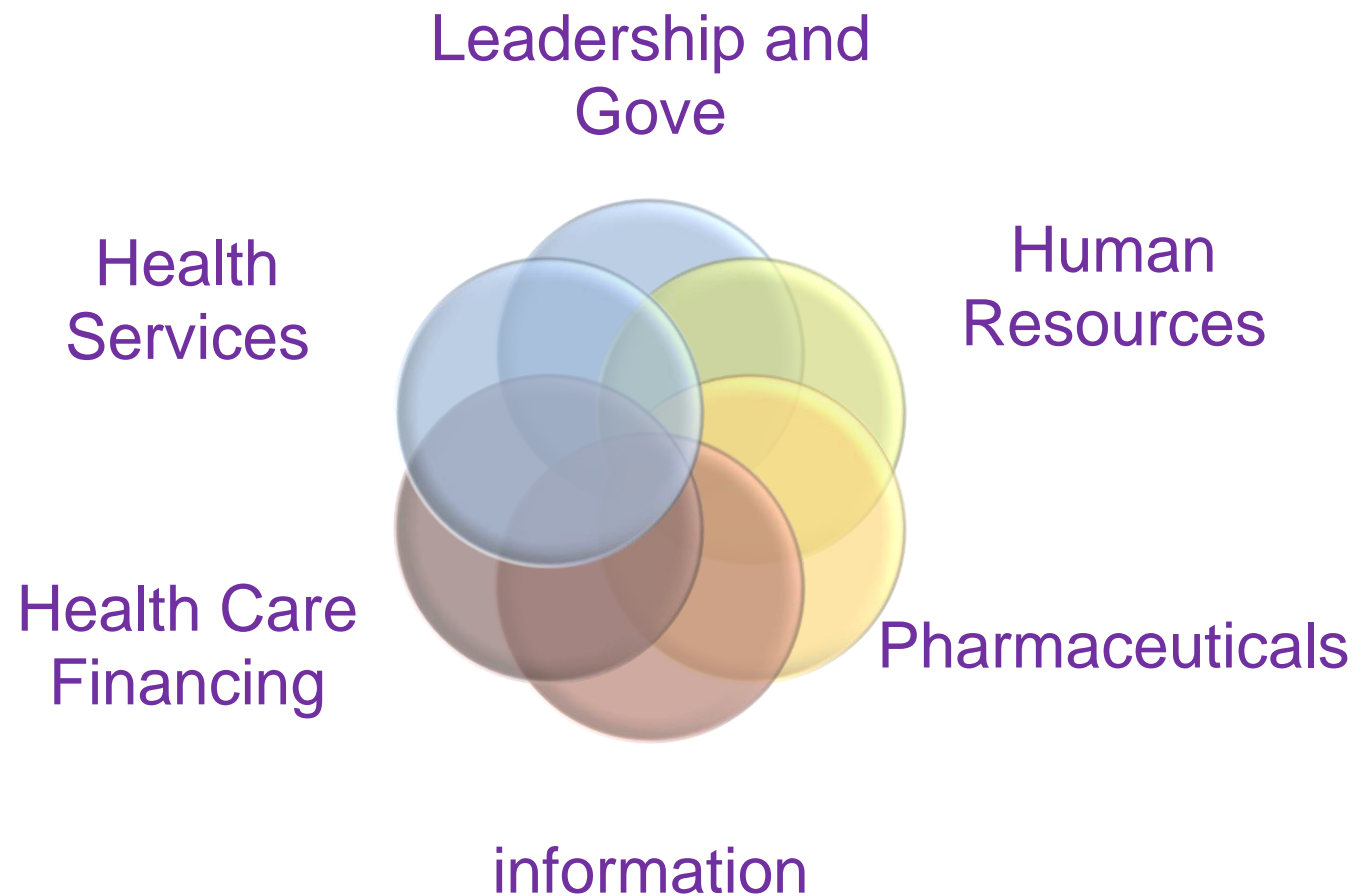 Leadership and
Gove
Human
Resources
Pharmaceuticals
information
Health Care
Financing
Health
Services